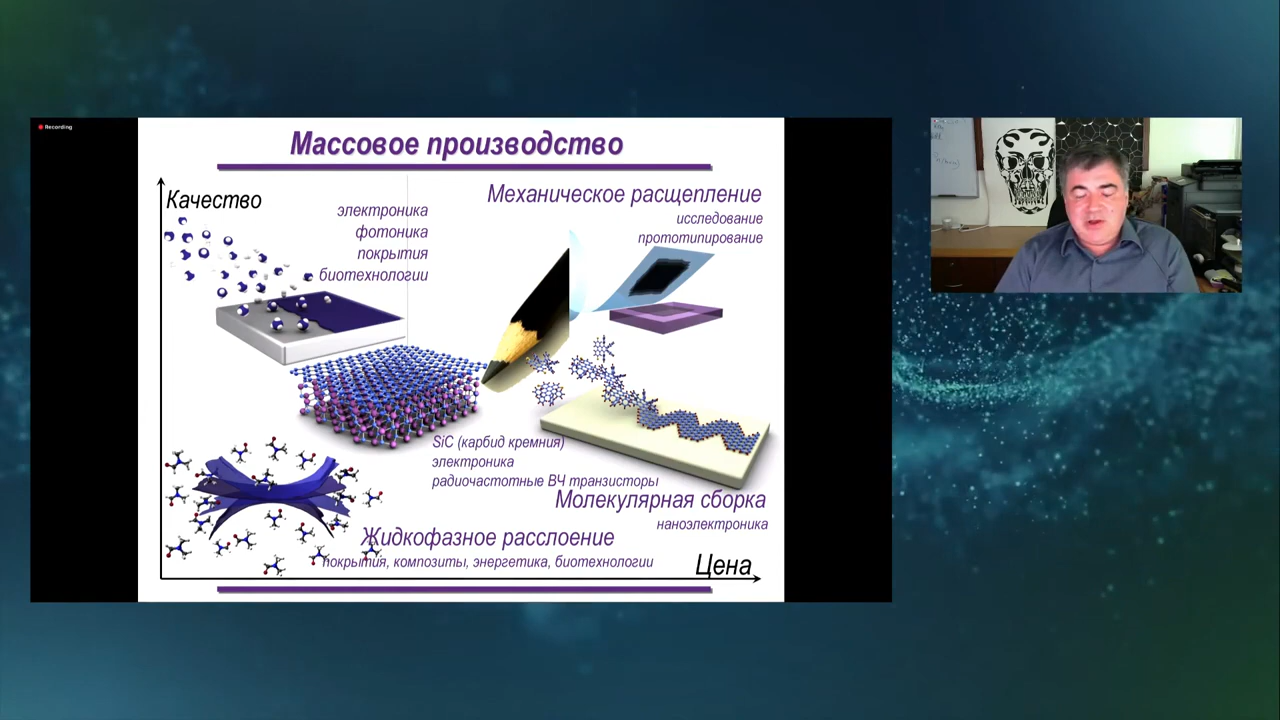 Recording
Массовое производство
Качество
электроника
фотоника
покрытия
биотехнологии
Механическое расщепление
исследование
прототипирование
SiC (карбид кремния)
электроника
радиочастотные ВЧ транзисторы
Молекулярная сборка
наноэлектроника
Жидкофазное расслоение
покрытия, композиты, энергетика, биотехнологии
Цена